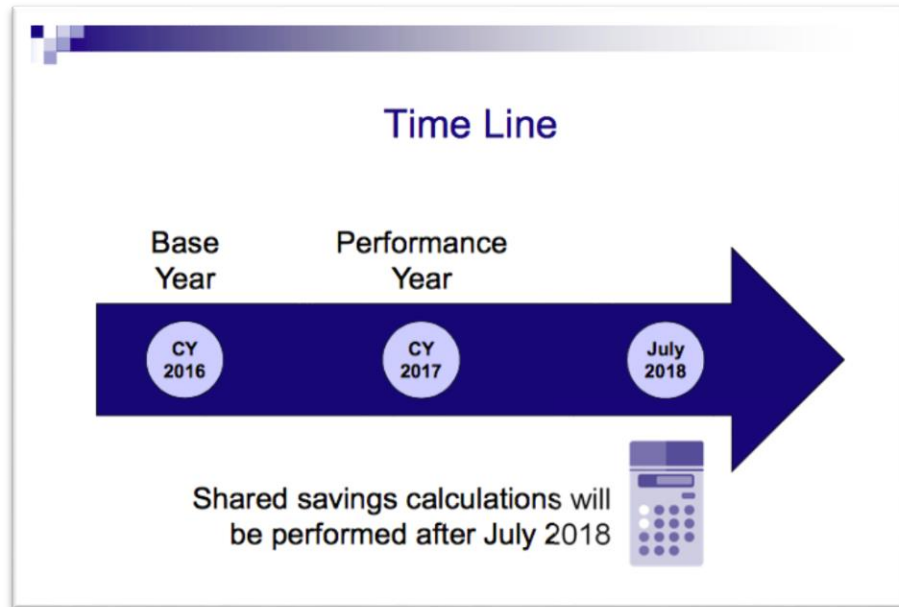 Time Line
Base
Year
Performance
Year
CY
2016
CY
2017
July
2018
Shared savings calculations will
be performed after July 2018